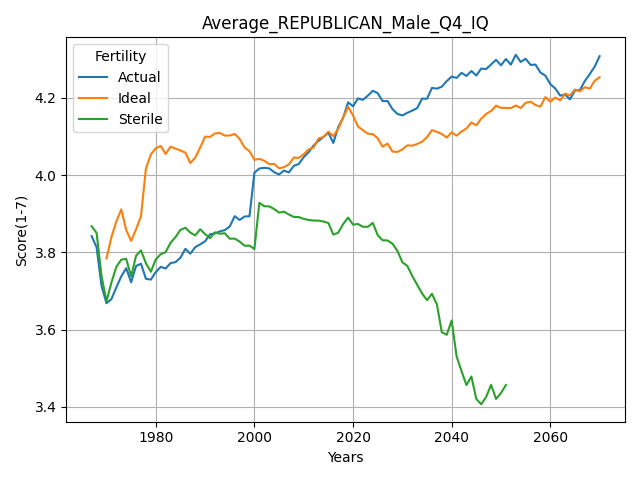 Average_REPUBLICAN_Male_Q4_IQ
Fertility
Actual
Ideal
Sterile
Score(1-7)
4.2
4.0
3.8
3.6
3.4
1980 2000 2020 2040 2060
Years